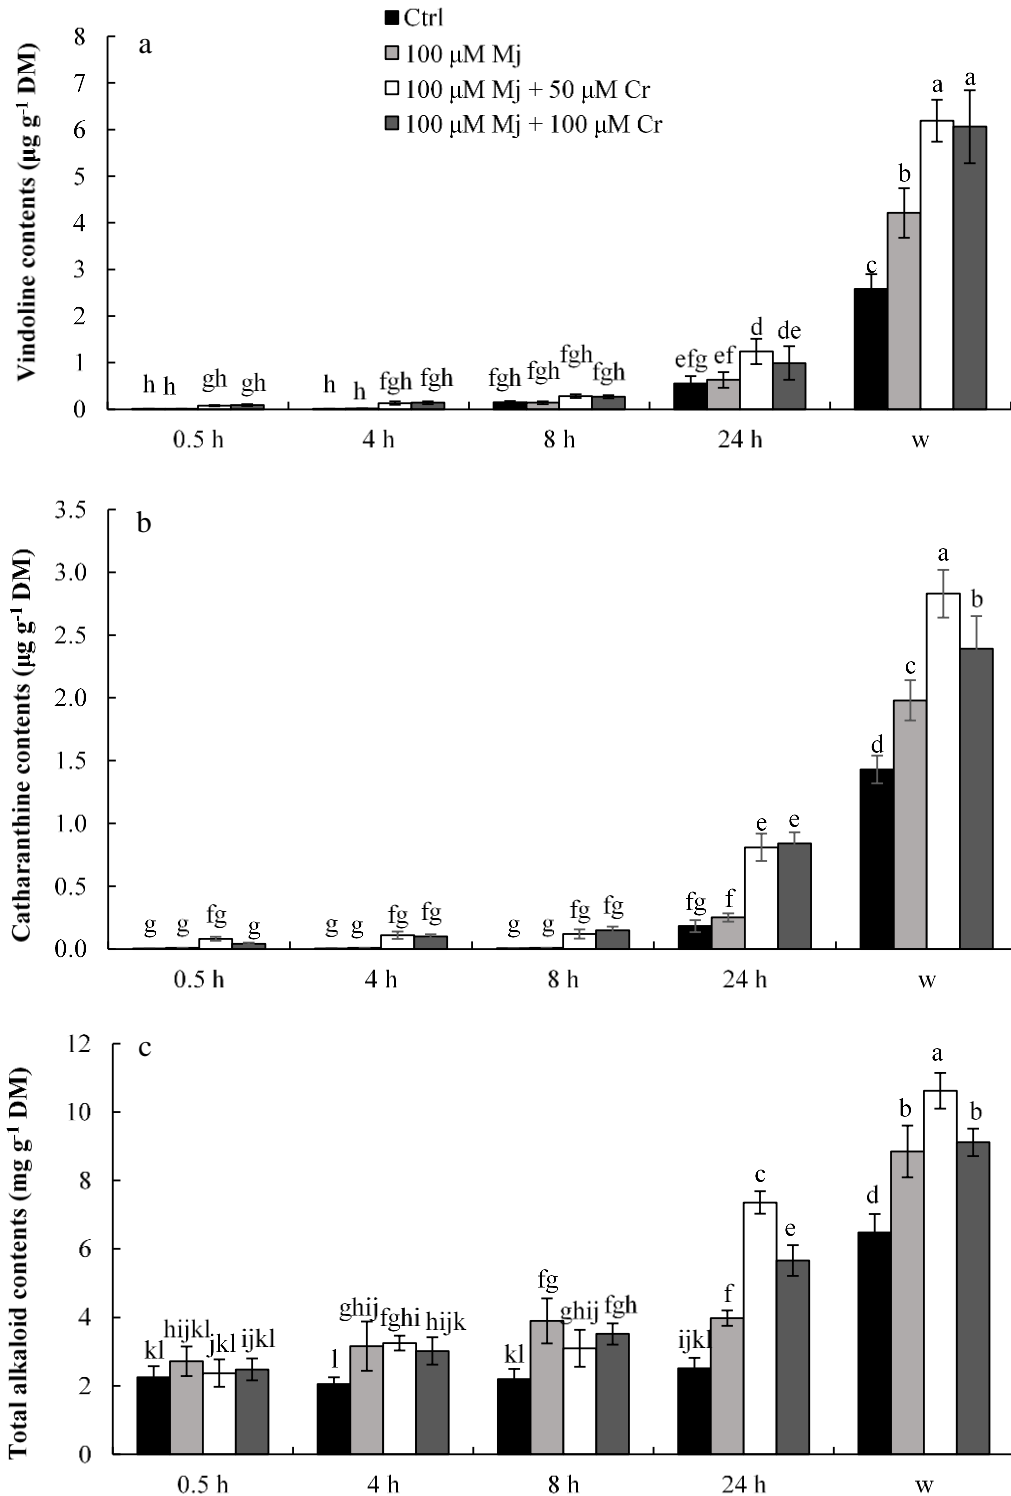 Ctrl
100 μM Mj
100 μM Mj + 50 μM Cr
100 μM Mj + 100 μM Cr
a
Vindoline contents (μg g-1 DM)
8
7
6
5
4
3
2
1
0
h h gh gh
h h fgh fgh
fgh fgh fgh fgh
efg ef d de
c b a a
0.5 h 4 h 8 h 24 h w
b
Catharanthine contents (μg g-1 DM)
3.5
3.0
2.5
2.0
1.5
1.0
0.5
0.0
g g fg g
g g fg fg
g g fg fg
fg f e e
d c a b
0.5 h 4 h 8 h 24 h w
c
Total alkaloid contents (mg g-1 DM)
12
10
8
6
4
2
0
kl hijkl jkl ijkl
l ghij fghi hijk
kl fg ghij fgh
ijkl f c e
d b a b
0.5 h 4 h 8 h 24 h w